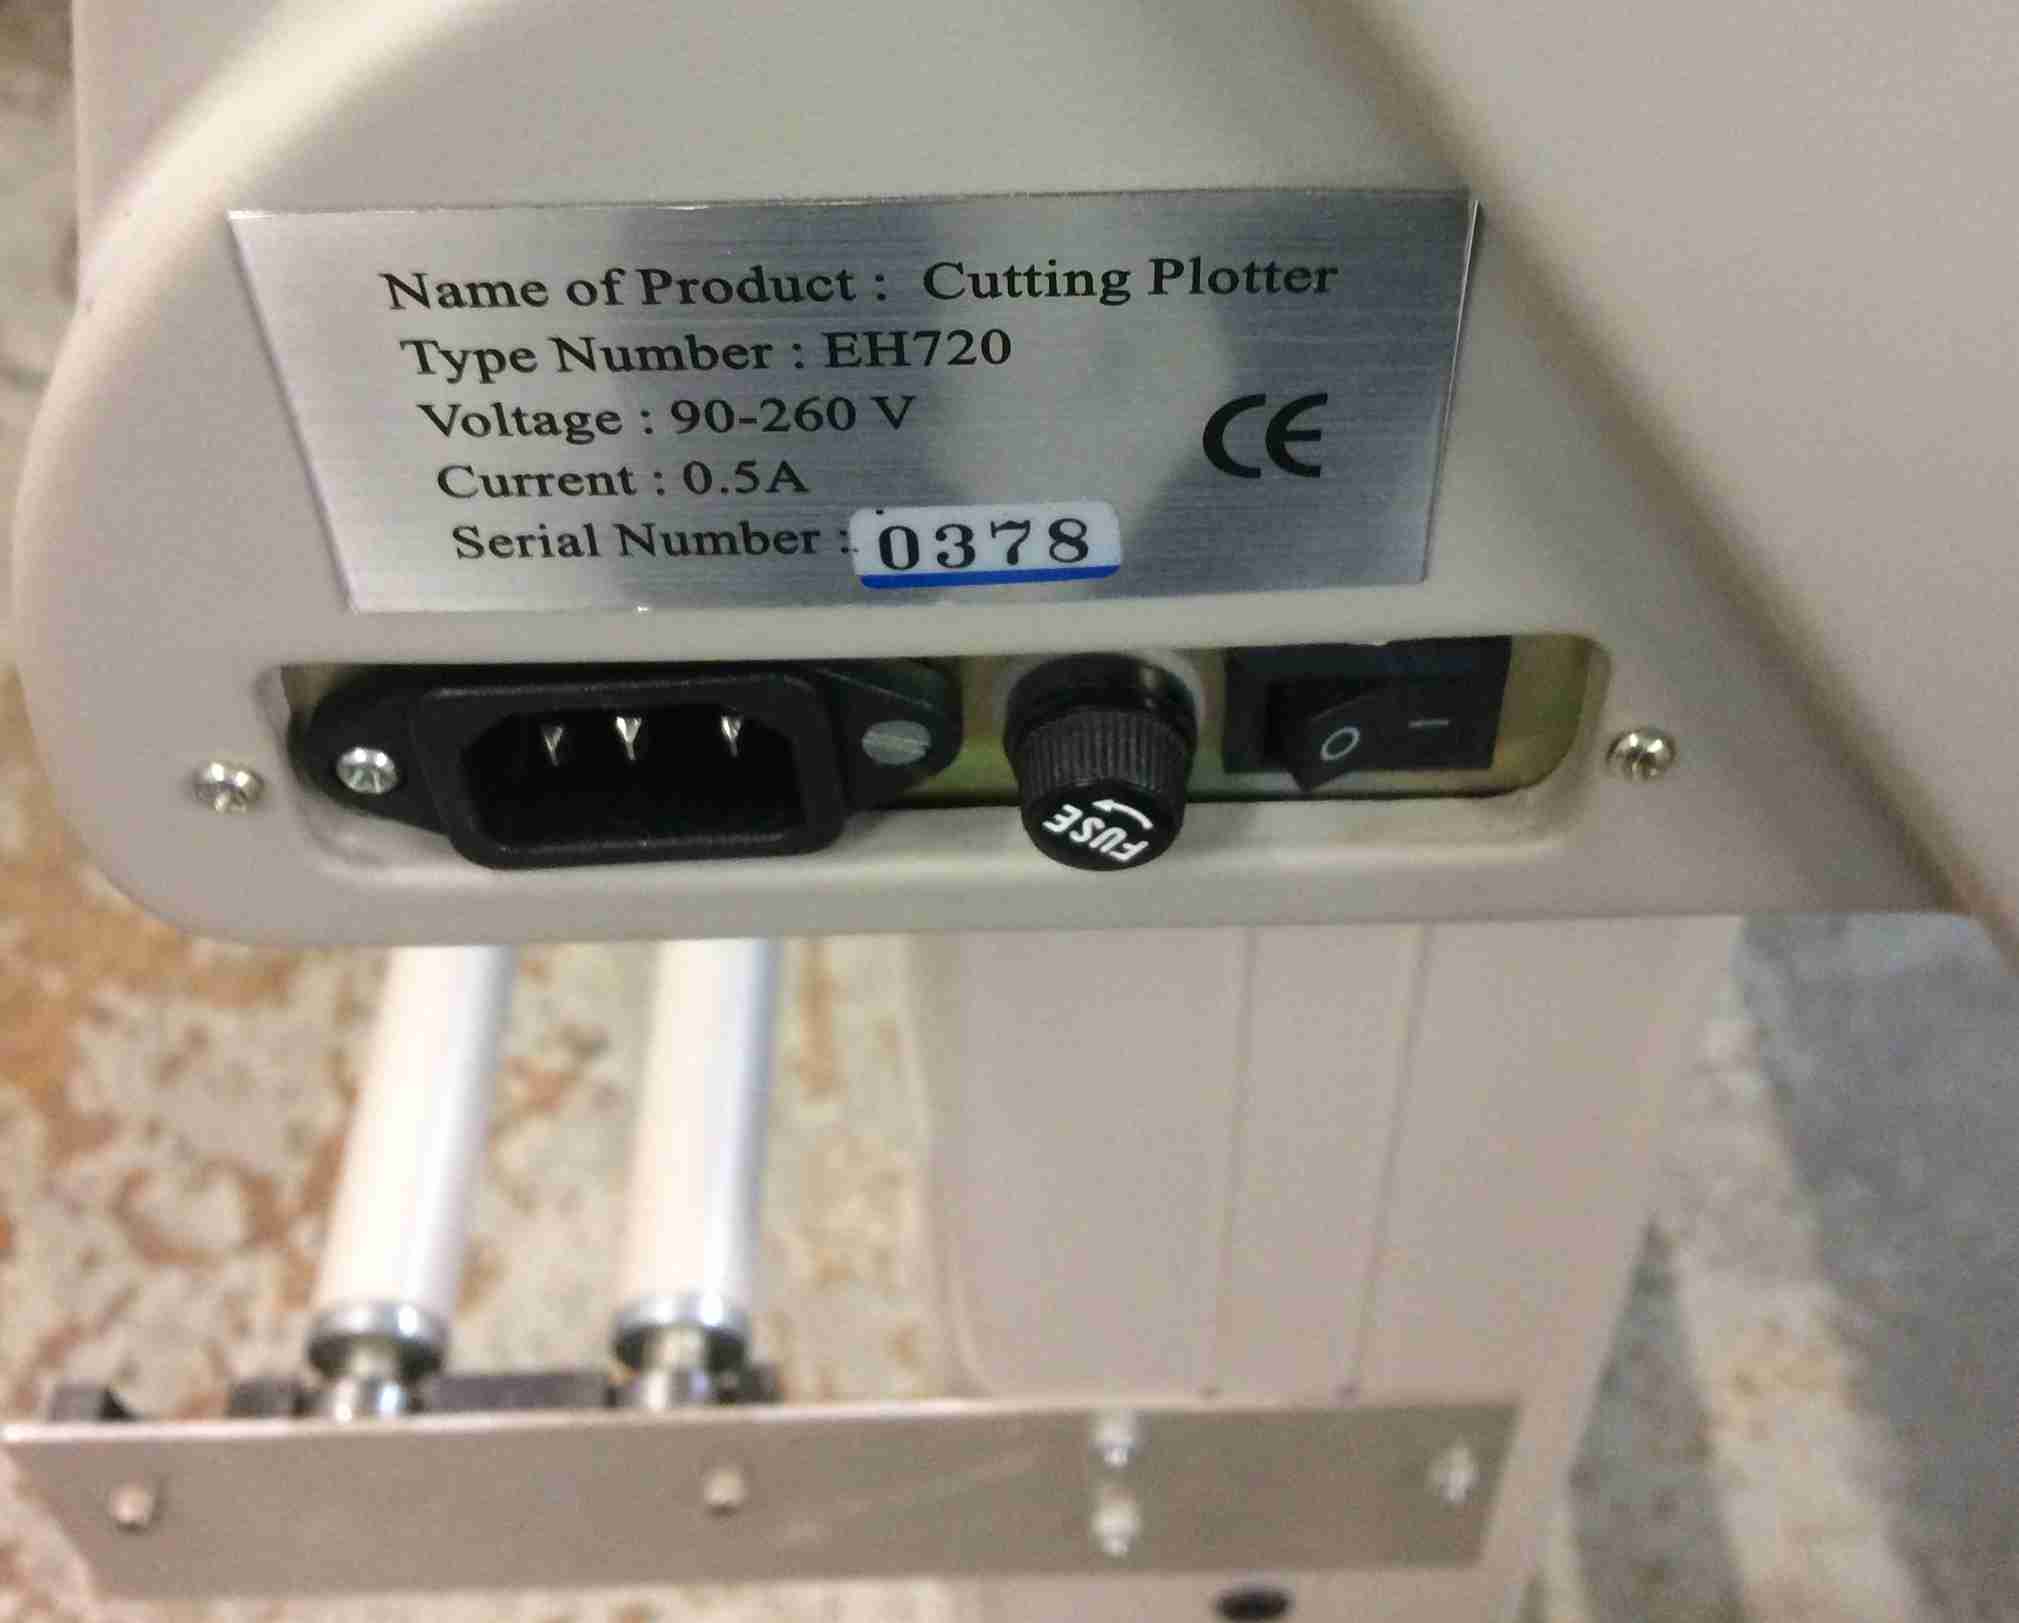 Name of Product : Cutting Plotter
Type Number : EH720
Voltage : 90-260 V
CE
Current : 0.5A
Serial Number : 0378
FUSE
O I